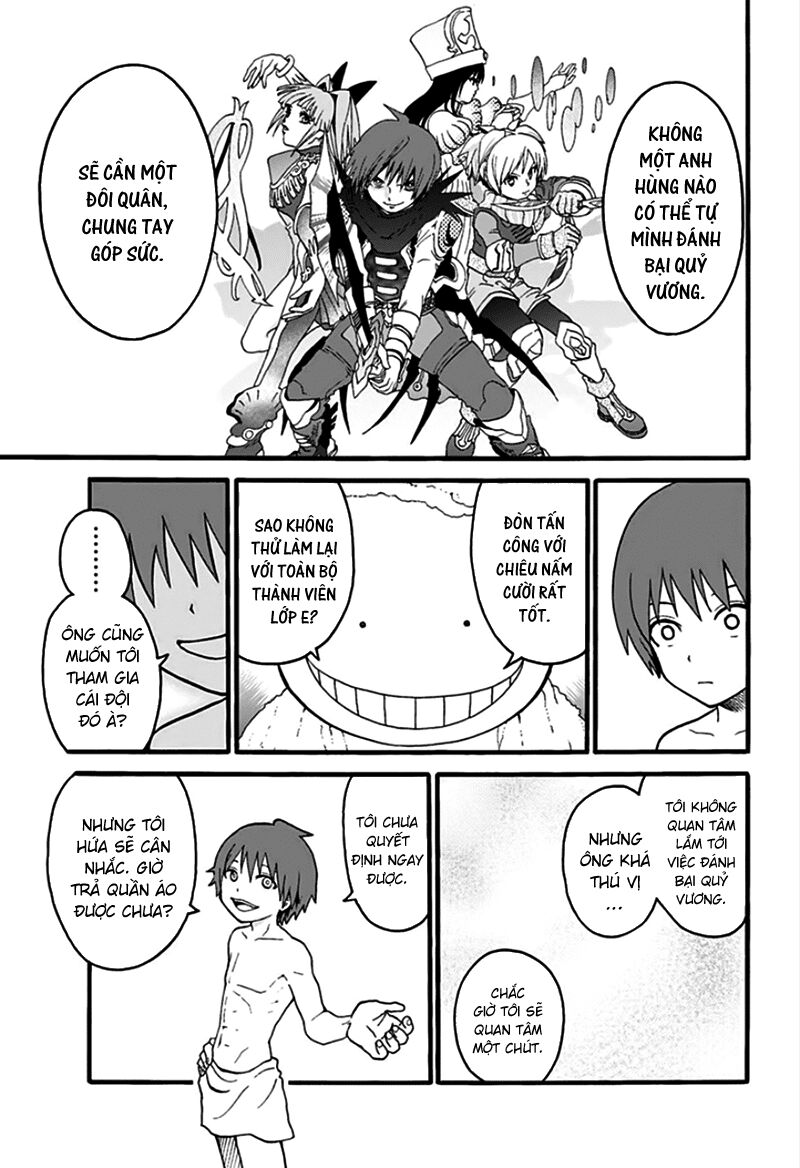 KHÔNG
MỘT ANH
HÙNG NÀO
CÓ THỂ TỰ
MÌNH ĐÁNH
BẠI QUỶ
VƯƠNG.
SẼ CẦN MỘT
ĐÔI QUÂN,
CHUNG TAY
GÓP SỨC.
ĐÒN TẤN
CÔNG VỚI
CHIÊU NẤM
CƯỜI RẤT
TỐT.
SAO KHÔNG
THỬ LÀM LẠI
VỚI TOÀN BỘ
THÀNH VIÊN
LỚP E?
........
ÔNG CŨNG
MUỐN TÔI
THAM GIA
CÁI ĐỘI
ĐÓ À?
TÔI KHÔNG
QUAN TÂM
LẮM TỚI
VIỆC ĐÁNH
BẠI QUỶ
VƯƠNG.
NHƯNG
ÔNG KHÁ
THÚ VỊ
...
CHẮC
GIỜ TÔI SẼ
QUAN TÂM
MỘT CHÚT.
TÔI CHƯA
QUYẾT
ĐỊNH NGAY
ĐƯỢC.
NHƯNG TÔI
HỨA SẼ CÂN
NHẮC. GIỜ
TRẢ QUẦN ÁO
ĐƯỢC CHƯA?